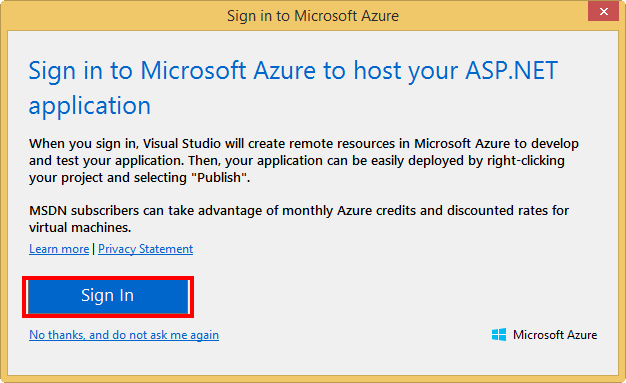 Sign in to Microsoft Azure
Sign in to Microsoft Azure to host your ASP.NET
application
When you sign in, Visual Studio will create remote resources in Microsoft Azure to develop
and test your application. Then, your application can be easily deployed by right-clicking
your project and selecting "Publish".
MSDN subscribers can take advantage of monthly Azure credits and discounted rates for
virtual machines.
Learn more | Privacy Statement
Sign In
No thanks, and do not ask me again
Microsoft Azure